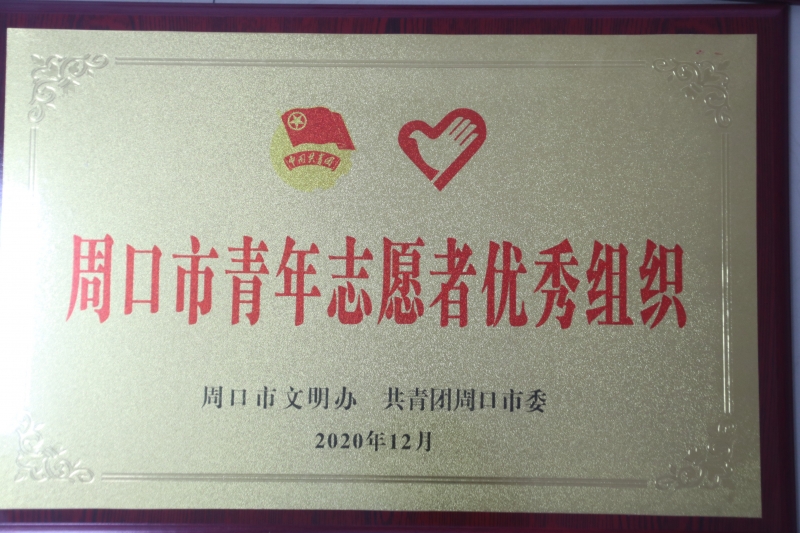 中国共青团
周口市青年志愿者优秀组织
周口市文明办 共青团周口市委
2020年12月